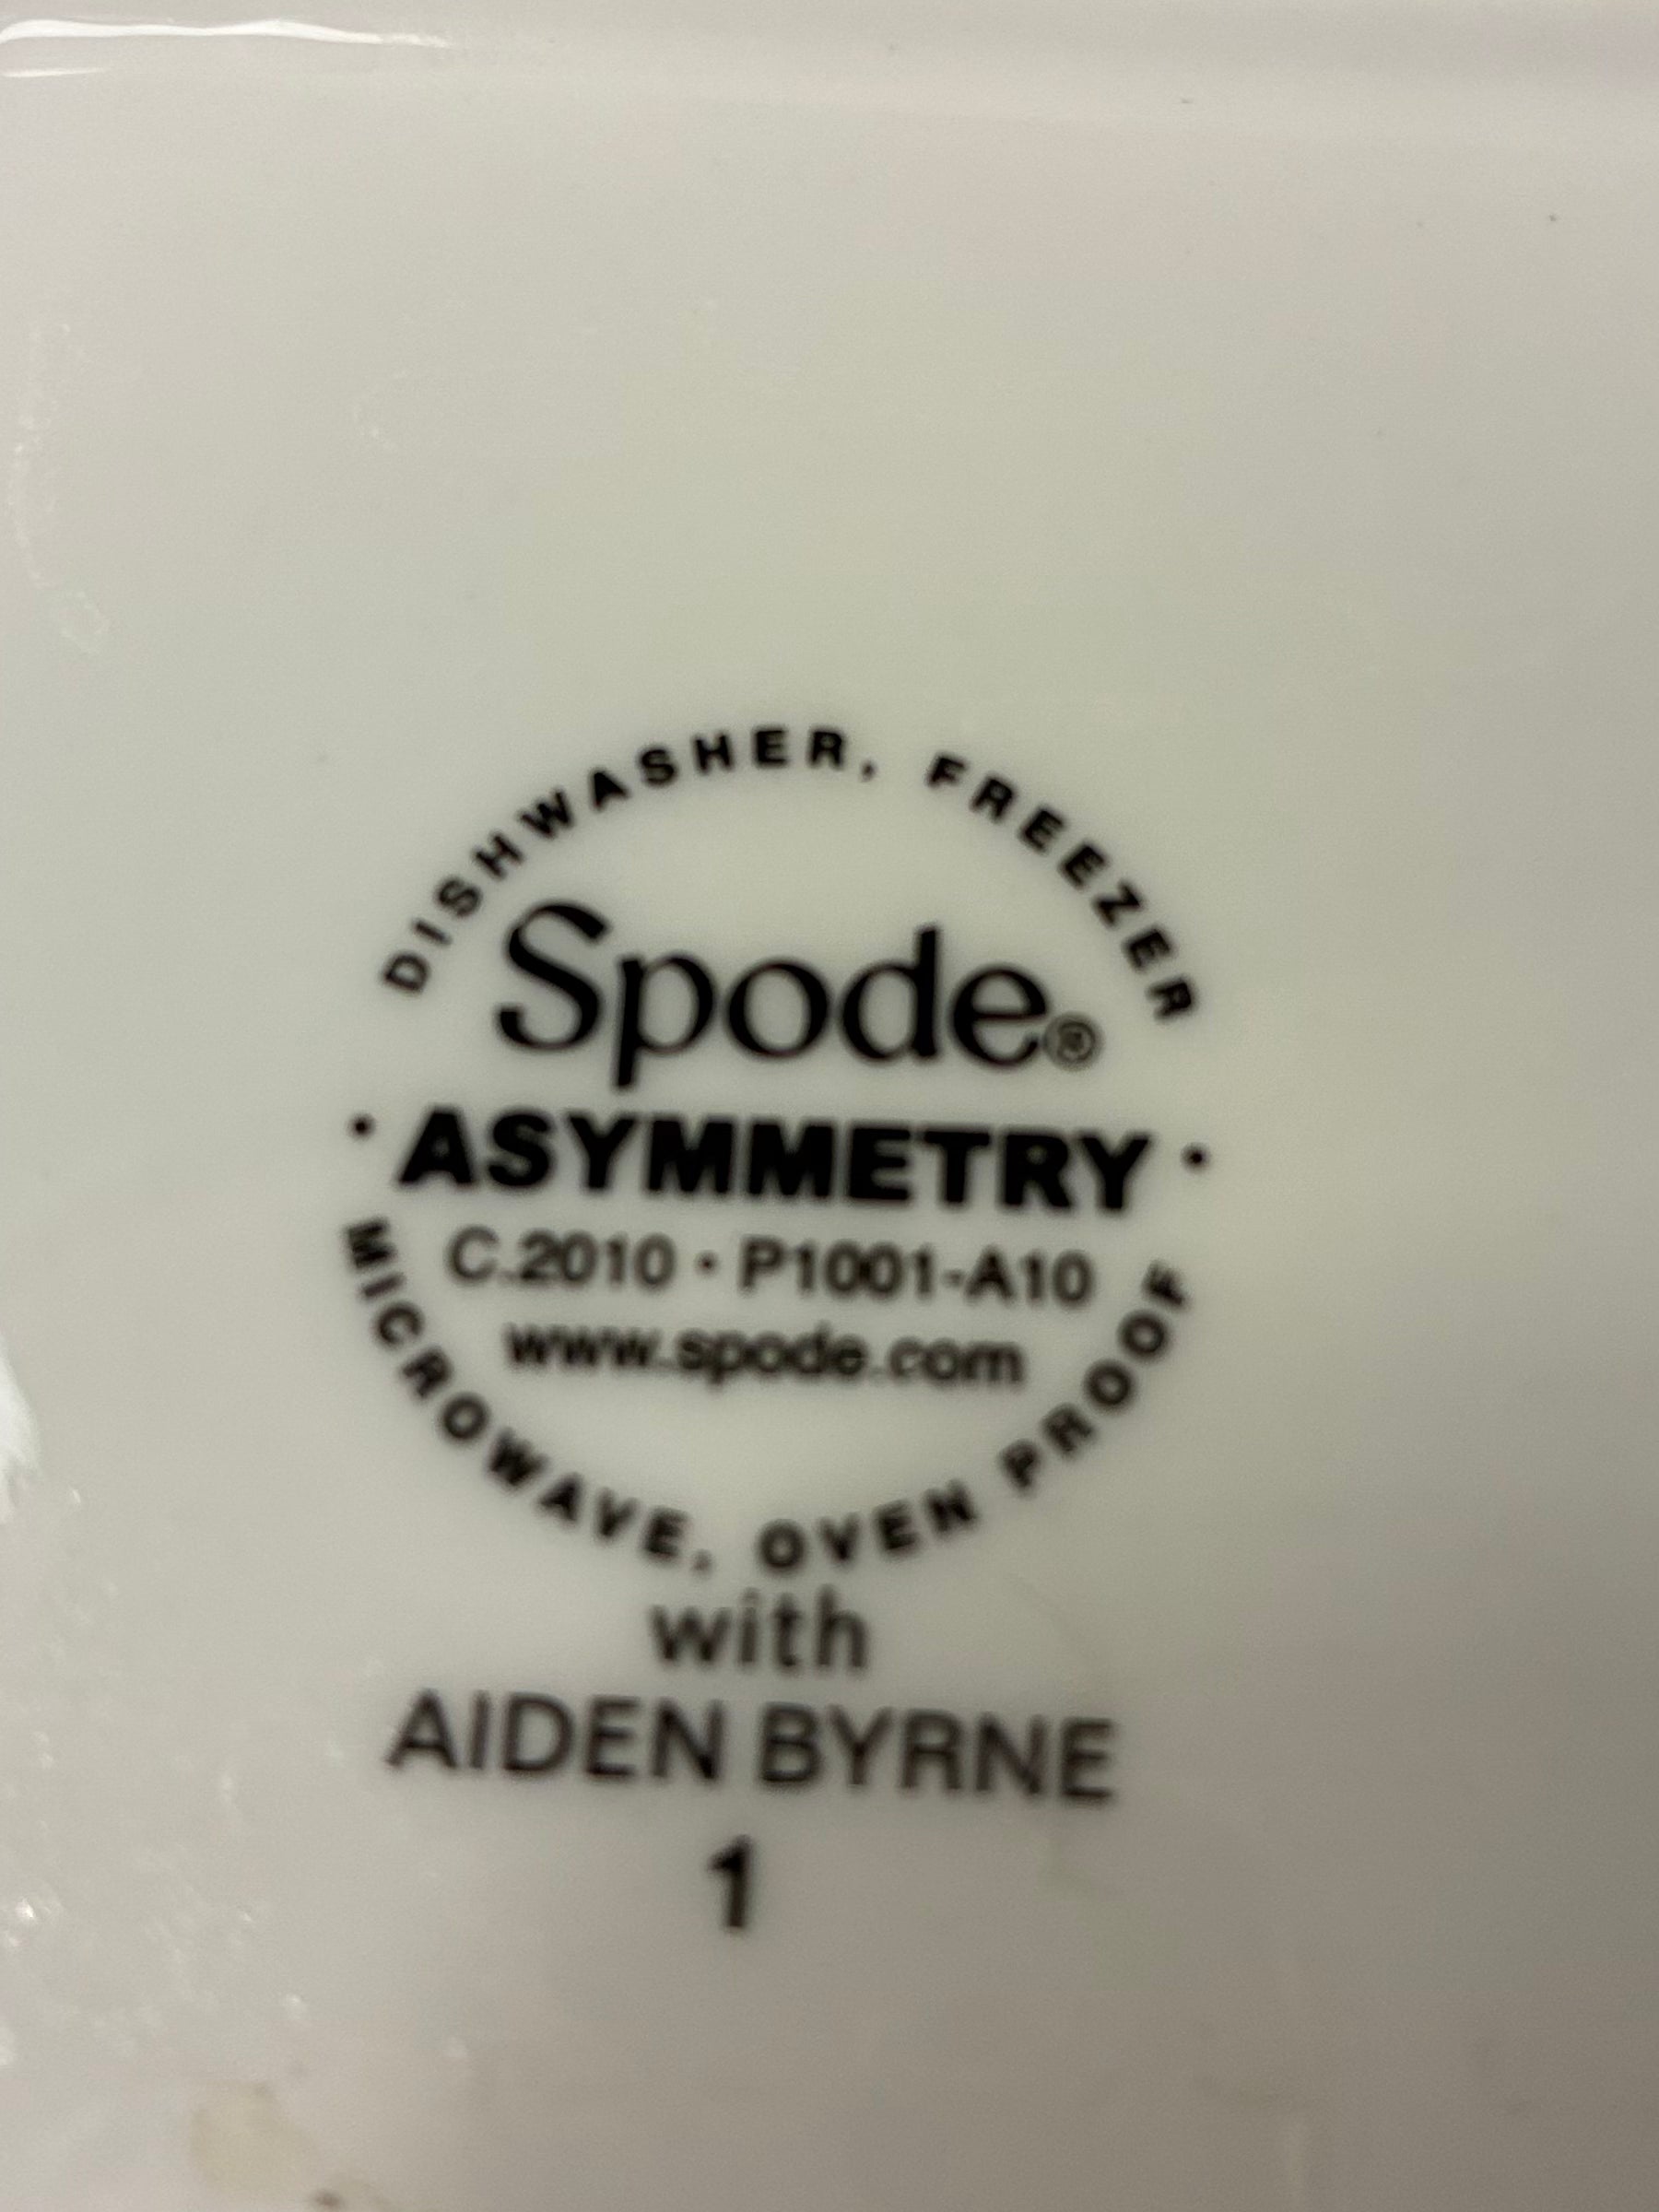 DISHWASHER, FREEZER
Spode®
· ASYMMETRY ·
C.2010 · P1001-A10
www.spode.com
MICROWAVE, OVEN PROOF
with
AIDEN BYRNE
1